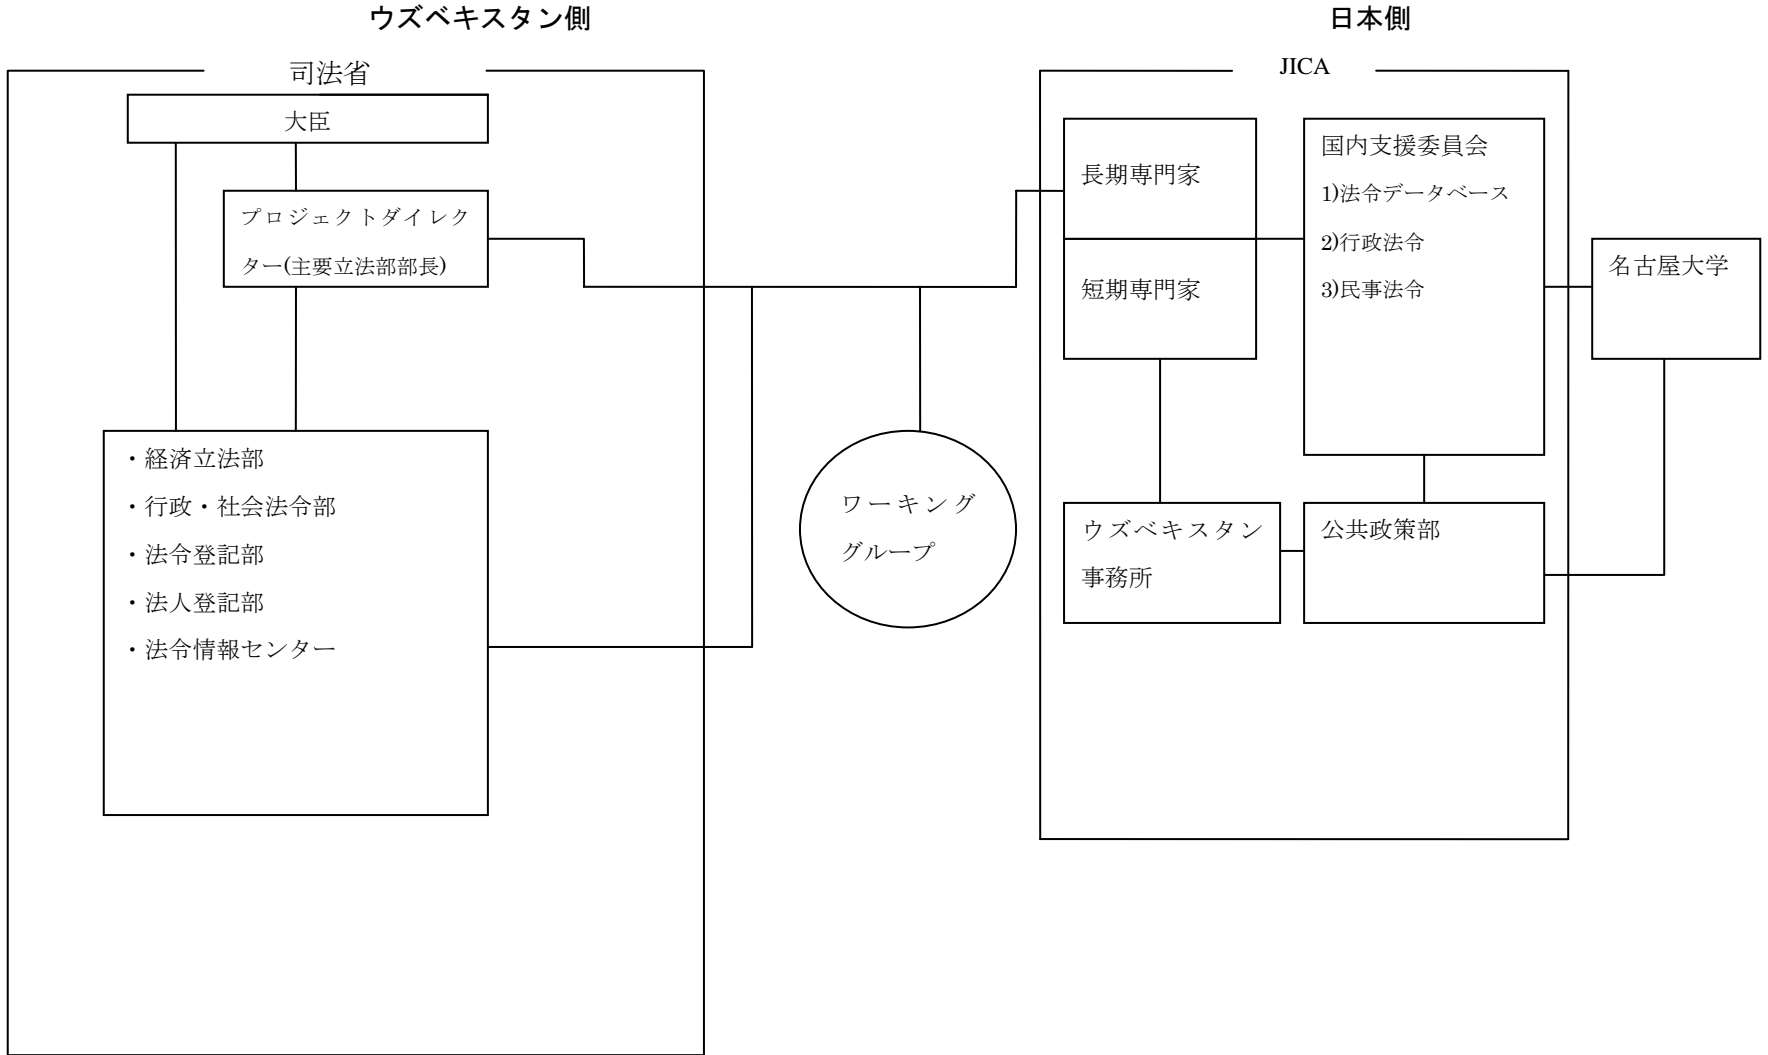 ウズベキスタン側
日本側
司法省
大臣
プロジェクトダイレク
ター(主要立法部部長)
・経済立法部
・行政・社会法令部
・法令登記部
・法人登記部
・法令情報センター
ワーキング
グループ
JICA
長期専門家
短期専門家
国内支援委員会
1)法令データベース
2)行政法令
3)民事法令
名古屋大学
ウズベキスタン
事務所
公共政策部